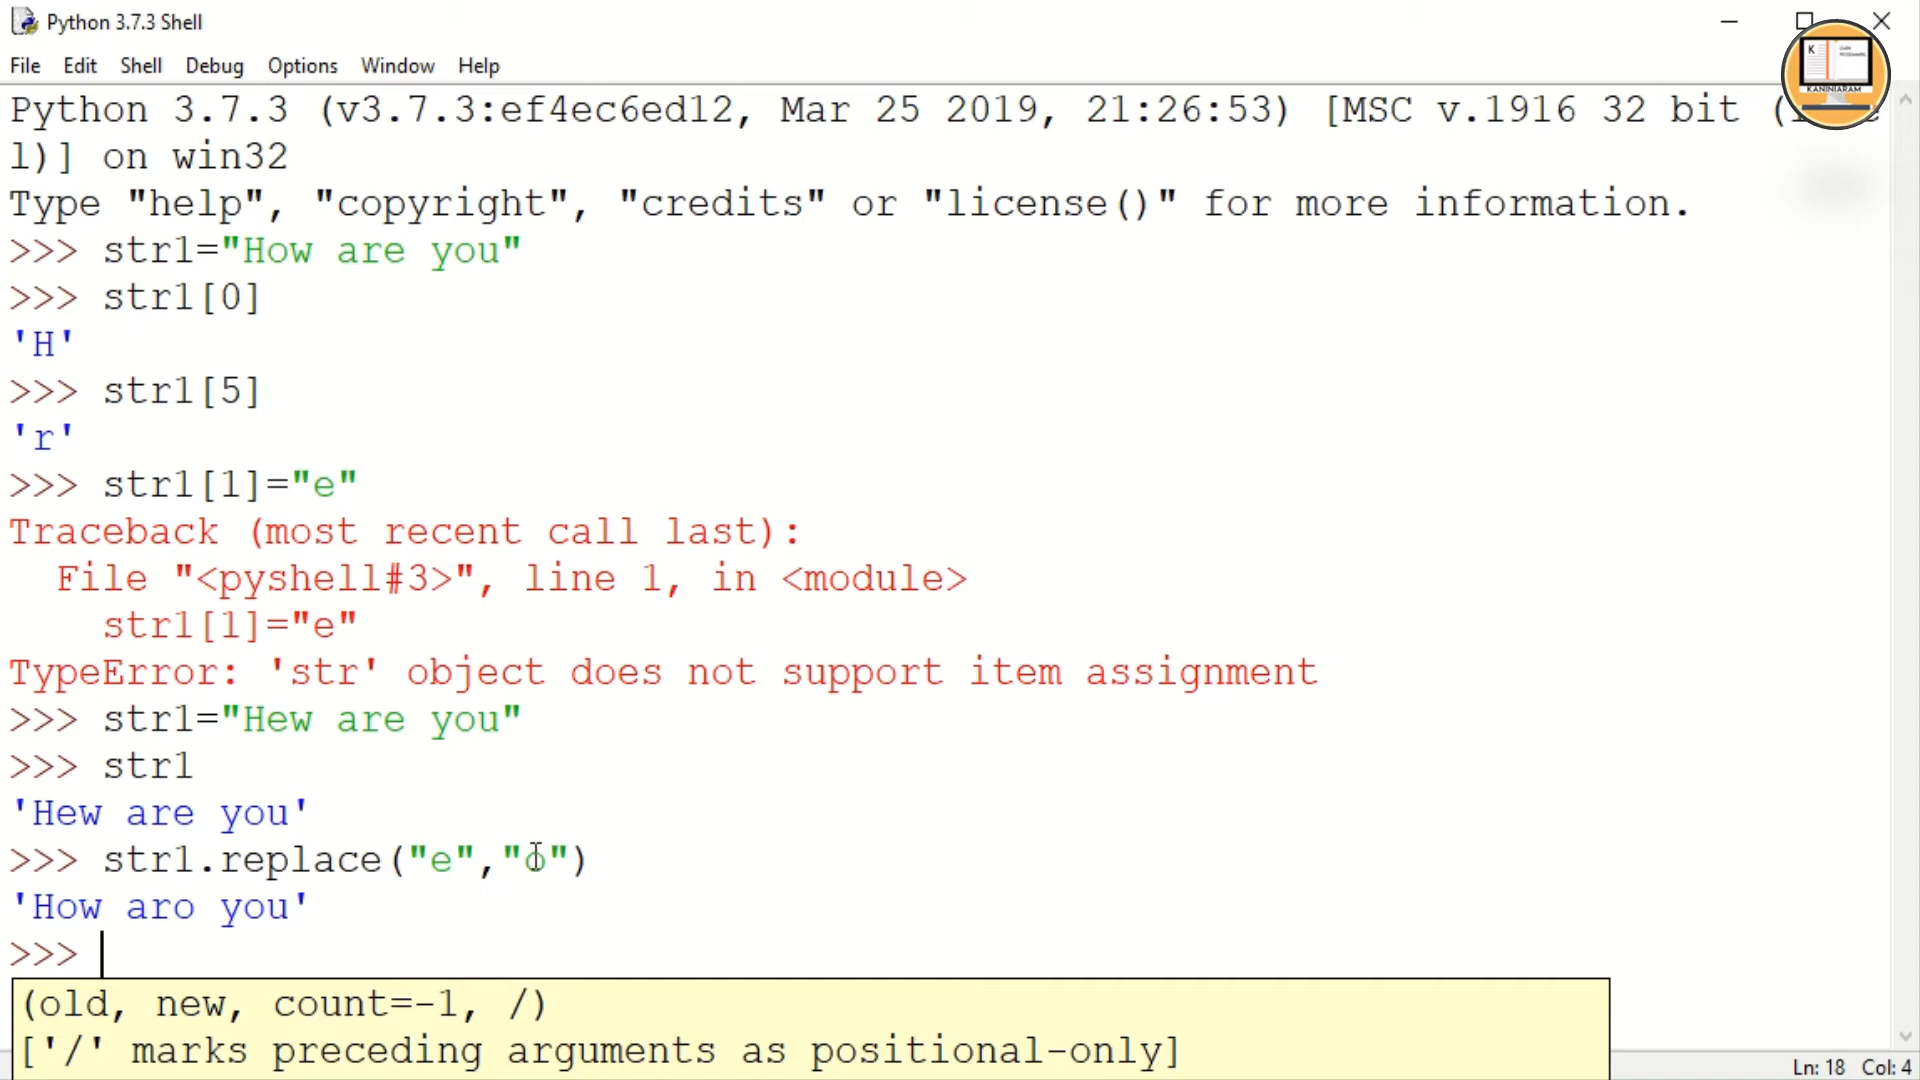 Python 3.7.3 Shell
File Edit Shell Debug Options Window Help
Python 3.7.3 (v3.7.3:ef4ec6ed12, Mar 25 2019, 21:26:53) [MSC v.1916 32 bit (
l)] on win32
Type "help", "copyright", "credits" or "license()" for more information.
>>> str1="How are you"
>>> str1[0]
'H'
>>> str1[5]
'r'
>>> str1[1]="e"
Traceback (most recent call last):
  File "<pyshell#3>", line 1, in <module>
    str1[1]="e"
TypeError: 'str' object does not support item assignment
>>> str1="Hew are you"
>>> str1
'Hew are you'
>>> str1.replace("e","o")
'How aro you'
>>>
(old, new, count=-1, /)
['/' marks preceding arguments as positional-only]
Ln: 18 Col: 4
K
KANINIARAM